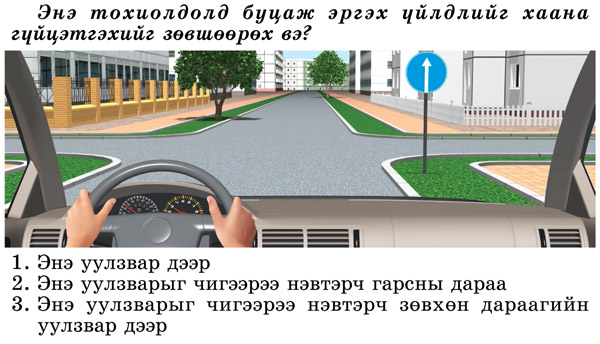 Энэ тохиолдолд буцаж эргэх үйлдлийг хаана
гүйцэтгэхийг зөвшөөрөх вэ?
1. Энэ уулзвар дээр
2. Энэ уулзварыг чигээрээ нэвтэрч гарсны дараа
3. Энэ уулзварыг чигээрээ нэвтэрч зөвхөн дараагийн
уулзвар дээр